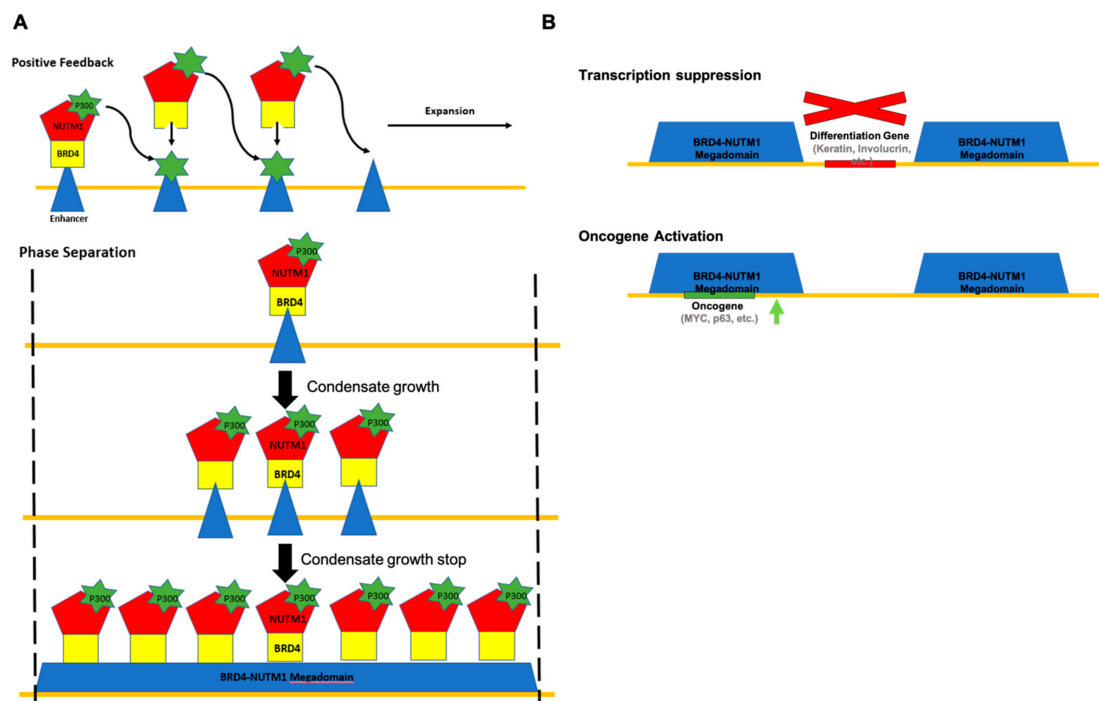 A
Positive Feedback
P300
NUTM1
BRD4
Enhancer
Expansion
Phase Separation
P300
NUTM1
BRD4
Condensate growth
P300
P300
P300
NUTM1
BRD4
Condensate growth stop
P300
P300
P300
P300
P300
P300
P300
NUTM1
BRD4
BRD4-NUTM1 Megadomain
B
Transcription suppression
BRD4-NUTM1
Megadomain
Differentiation Gene
(Keratin, Involucrin,
etc.)
BRD4-NUTM1
Megadomain
Oncogene Activation
BRD4-NUTM1
Megadomain
Oncogene
(MYC, p63, etc.)
BRD4-NUTM1
Megadomain